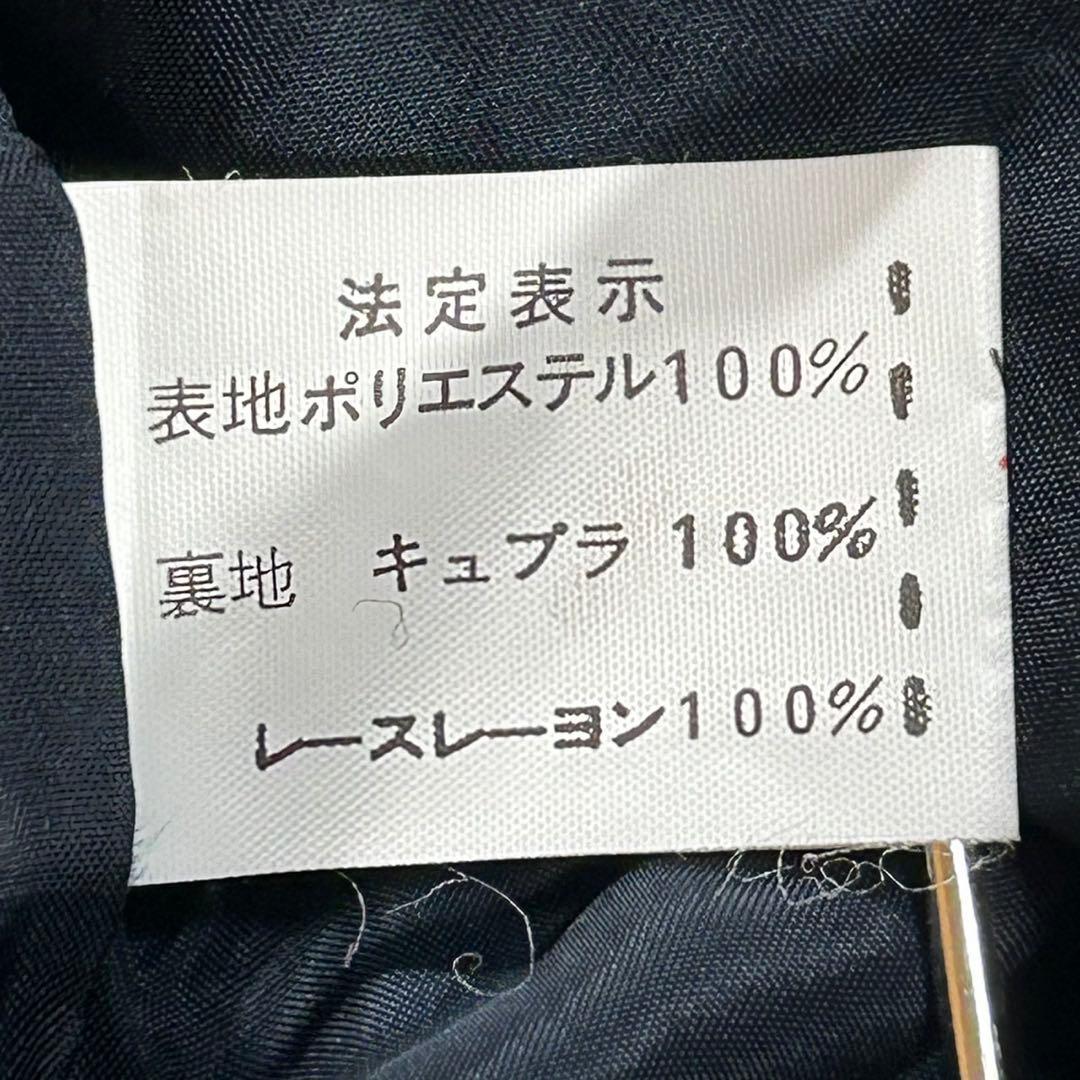 法定表示
表地ポリエステル100%
裏地 キュプラ 100%
レースレーヨン100%